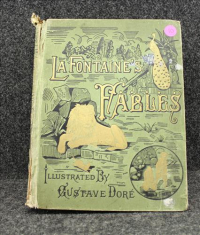 LA FONTAINE'S
FABLES
ILLUSTRATED BY
GUSTAVE DORÉ